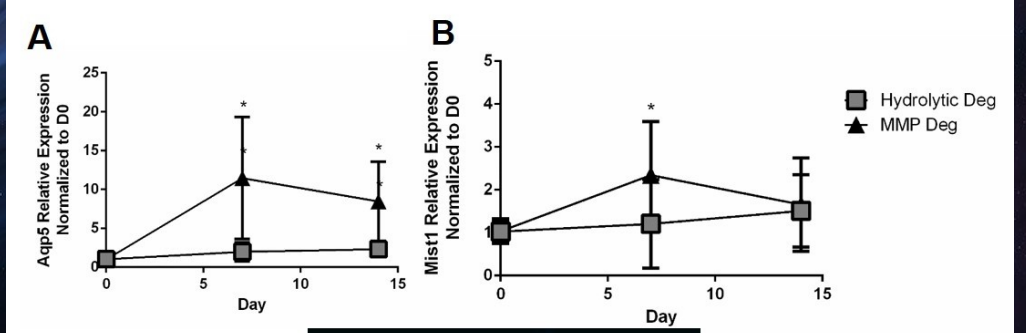 A
B
Aqp5 Relative Expression
Normalized to D0
25
20
15
10
5
0
*
*
*
*
0
5
10
15
Day
Mist1 Relative Expression
Normalized to D0
5
4
3
2
1
0
*
0
5
10
15
Day
Hydrolytic Deg
MMP Deg